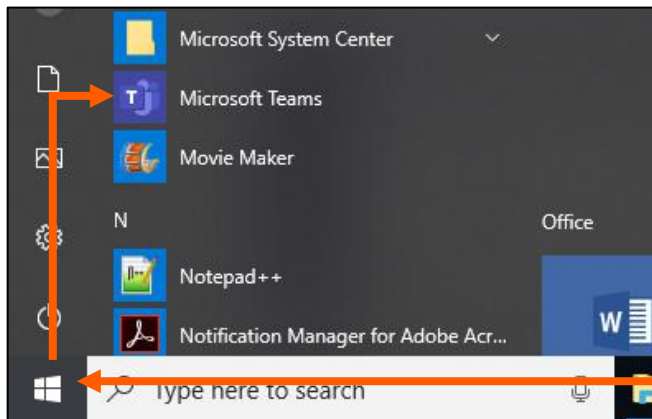 Microsoft System Center
Microsoft Teams
Movie Maker
N
Office
Notepad++
Notification Manager for Adobe Acr...
Type here to search